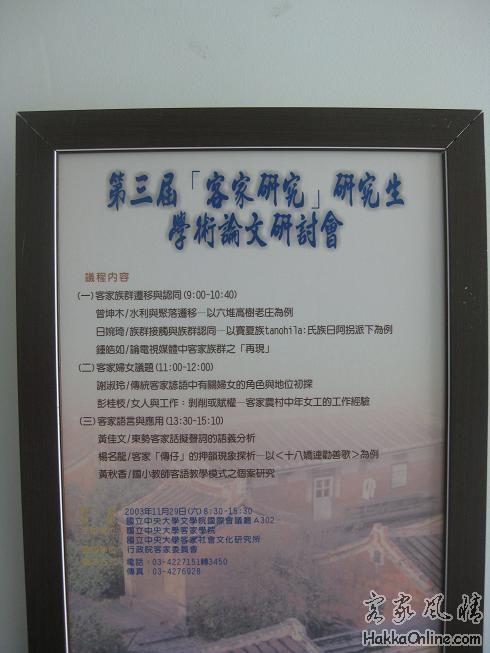 第三屆「客家研究」研究生
學術論文研討會
議程內容
(一)客家族群遷移與認同(9:00-10:40)
曾坤木/水利與聚落遷移—以六堆高樹老庄為例
日婉琦/族群接觸與族群認同—以賽夏族tanohila:氏族日阿拐派下為例
鍾皓如/論電視媒體中客家族群之「再現」
(二)客家婦女議題(11:00-12:00)
謝淑玲/傳統客家諺語中有關婦女的角色與地位初探
彭桂枝/女人與工作：剝削或賦權—客家農村中年女工的工作經驗
(三)客家語言與應用(13:30-15:10)
黃佳文/東勢客家話擬聲詞的語義分析
楊名龍/客家「傳仔」的押韻現象探析—以<十八嬌連勸善歌>為例
黃秋香/國小教師客語教學模式之個案研究
2003年11月29日(六)8:30-15:30
國立中央大學文學院國際會議廳A302
國立中央大學客家學院
國立中央大學客家社會文化研究所
行政院客家委員會
電話：03-4227151轉3450
傳真：03-4276928
客家風情
HakkaOnline.com